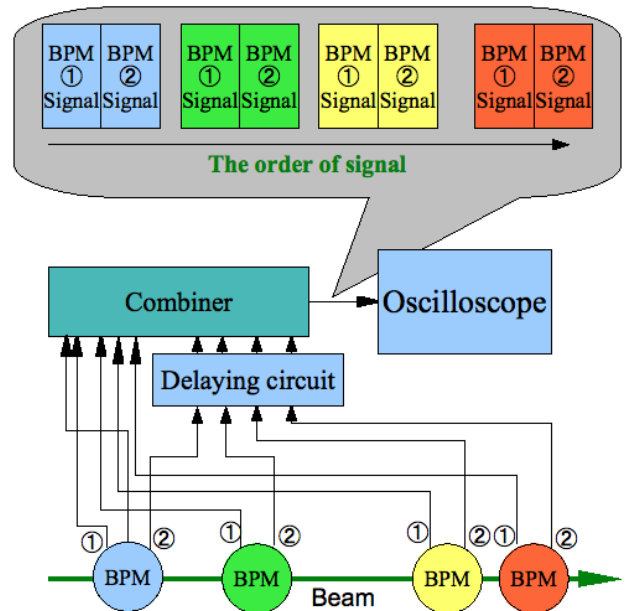 BPM BPM BPM BPM BPM BPM BPM BPM
① ② ① ② ① ② ① ②
Signal Signal Signal Signal Signal Signal Signal Signal
The order of signal
Combiner
Oscilloscope
Delaying circuit
① ② ① ② ① ② ① ②
BPM BPM BPM BPM
Beam